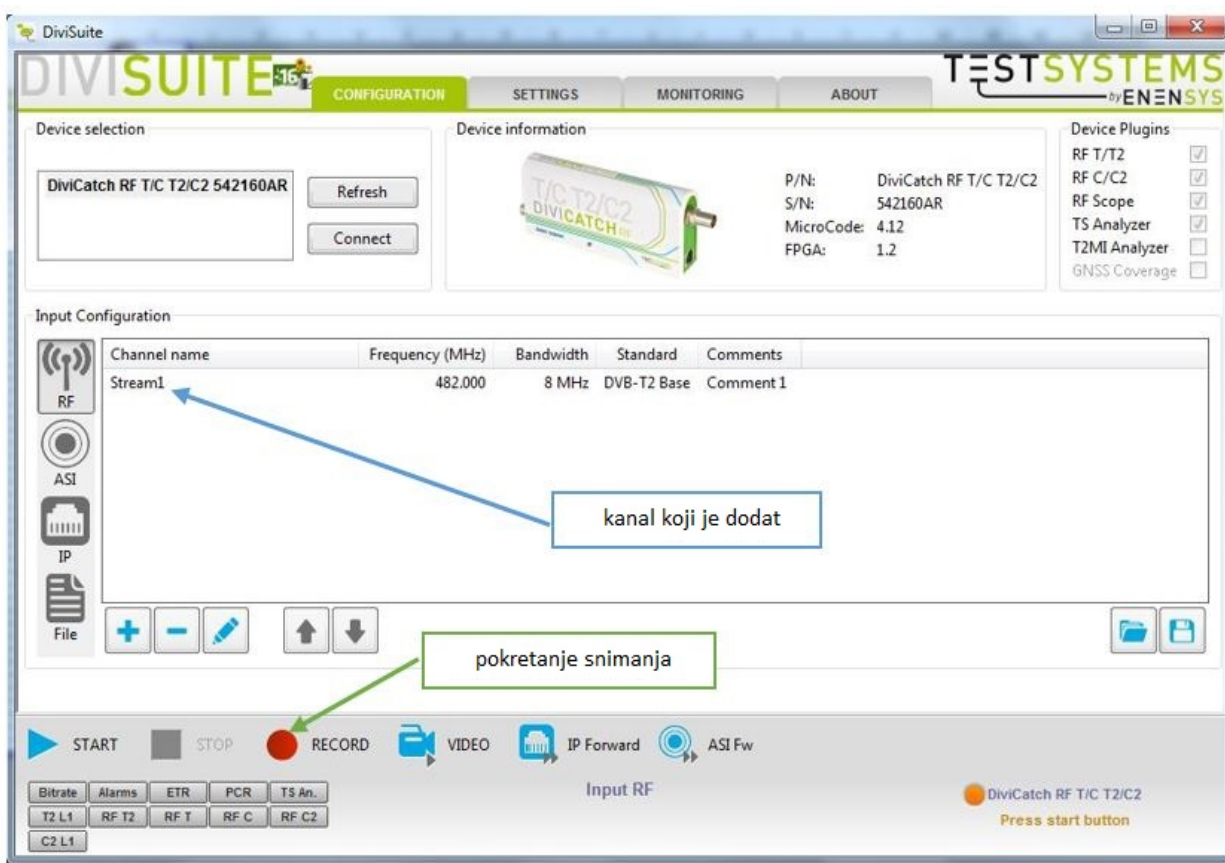 DiviSuite
DIVISUITE :16
CONFIGURATION SETTINGS MONITORING ABOUT
TESTSYSTEMS
by ENENSYS
Device selection
DiviCatch RF T/C T2/C2 542160AR
Refresh
Connect
Device information
T/C T2/C2
DIVICATCH
P/N: DiviCatch RF T/C T2/C2
S/N: 542160AR
MicroCode: 4.12
FPGA: 1.2
Device Plugins
RF T/T2
RF C/C2
RF Scope
TS Analyzer
T2MI Analyzer
GNSS Coverage
Input Configuration
RF
ASI
IP
File
Channel name Frequency (MHz) Bandwidth Standard Comments
Stream1 482.000 8 MHz DVB-T2 Base Comment 1
kanal koji je dodat
pokretanje snimanja
START STOP RECORD VIDEO IP Forward ASI Fw
Bitrate Alarms ETR PCR TS An.
T2 L1 RF T2 RF T RF C RF C2
C2 L1
Input RF
DiviCatch RF T/C T2/C2
Press start button